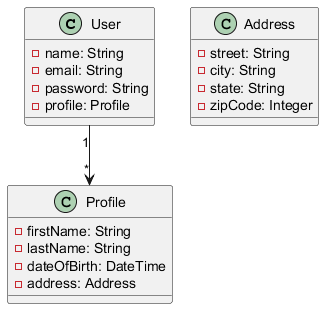 C User
name: String
email: String
password: String
profile: Profile
C Address
street: String
city: String
state: String
zipCode: Integer
1
*
C Profile
firstName: String
lastName: String
dateOfBirth: DateTime
address: Address